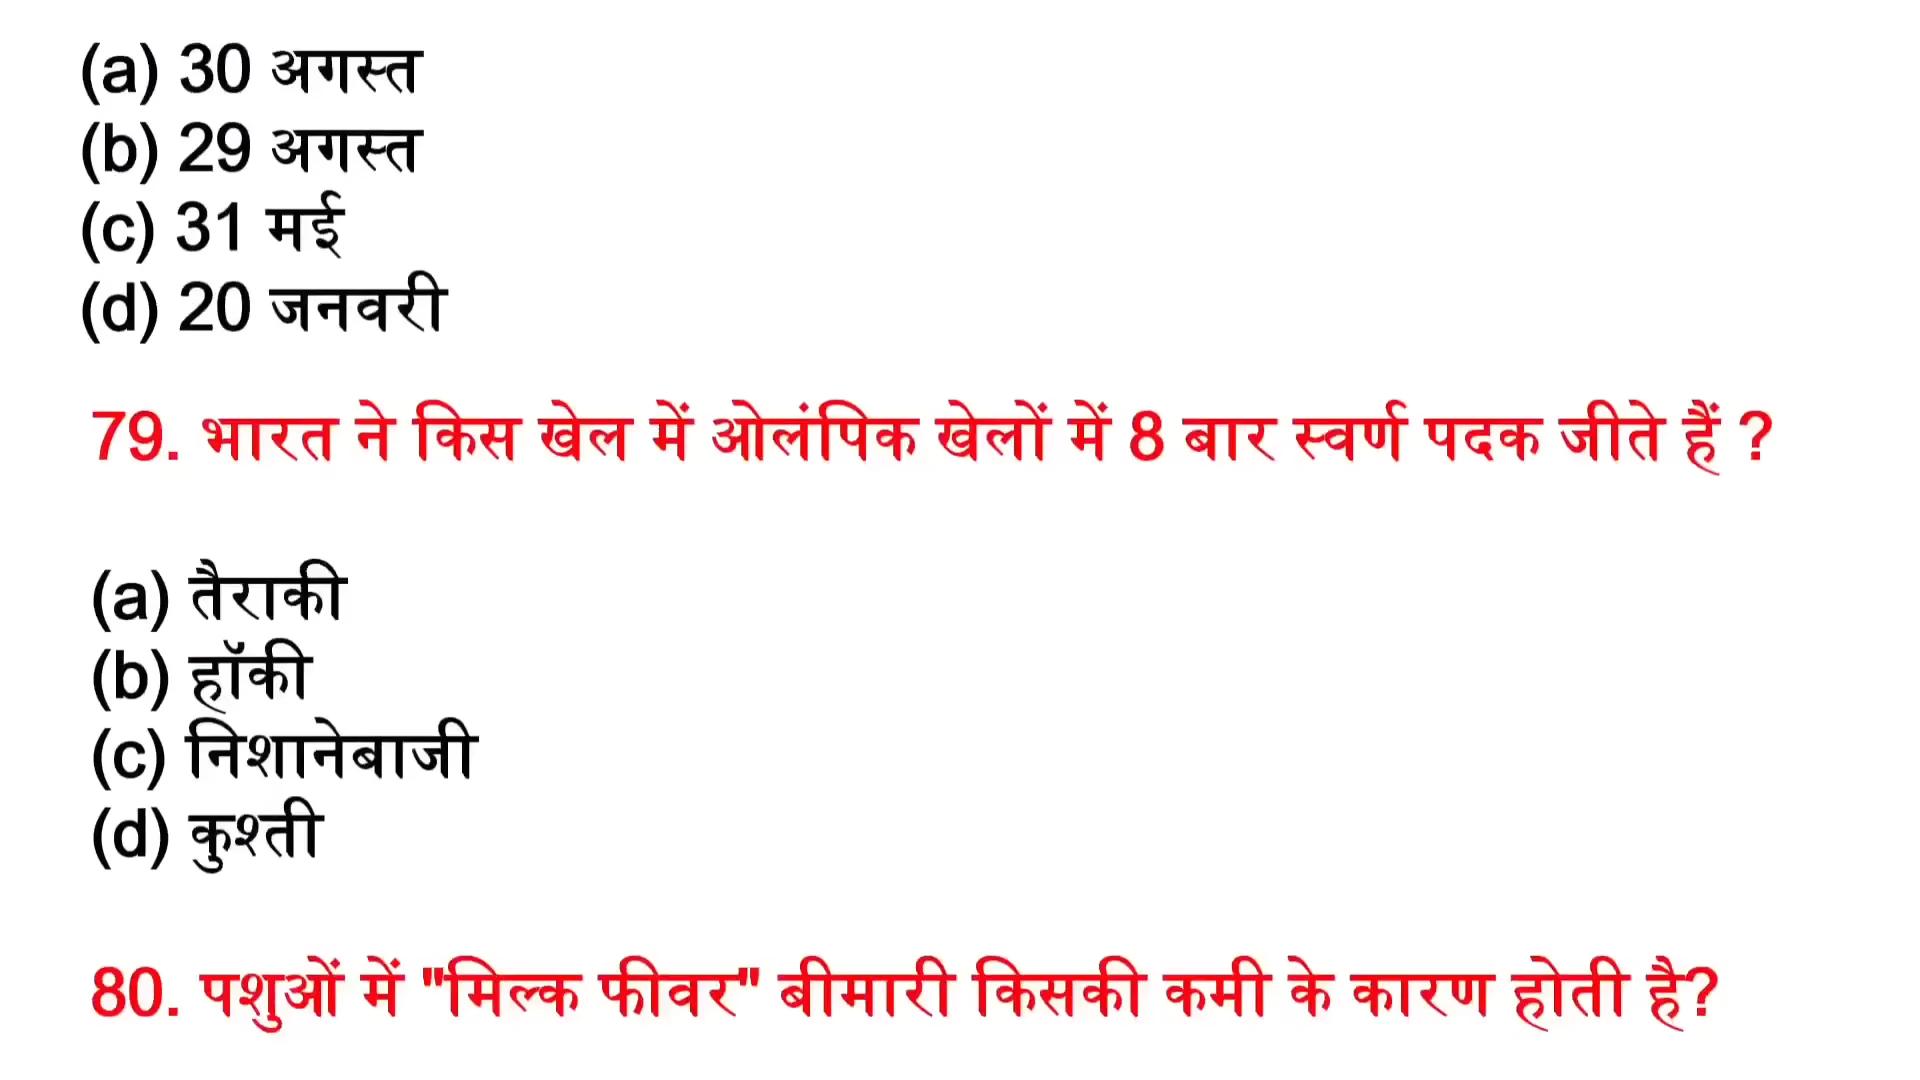 (a) 30 अगस्त
(b) 29 अगस्त
(c) 31 मई
(d) 20 जनवरी
79. भारत ने किस खेल में ओलंपिक खेलों में 8 बार स्वर्ण पदक जीते हैं ?
(a) तैराकी
(b) हॉकी
(c) निशानेबाजी
(d) कुश्ती
80. पशुओं में "मिल्क फीवर" बीमारी किसकी कमी के कारण होती है?